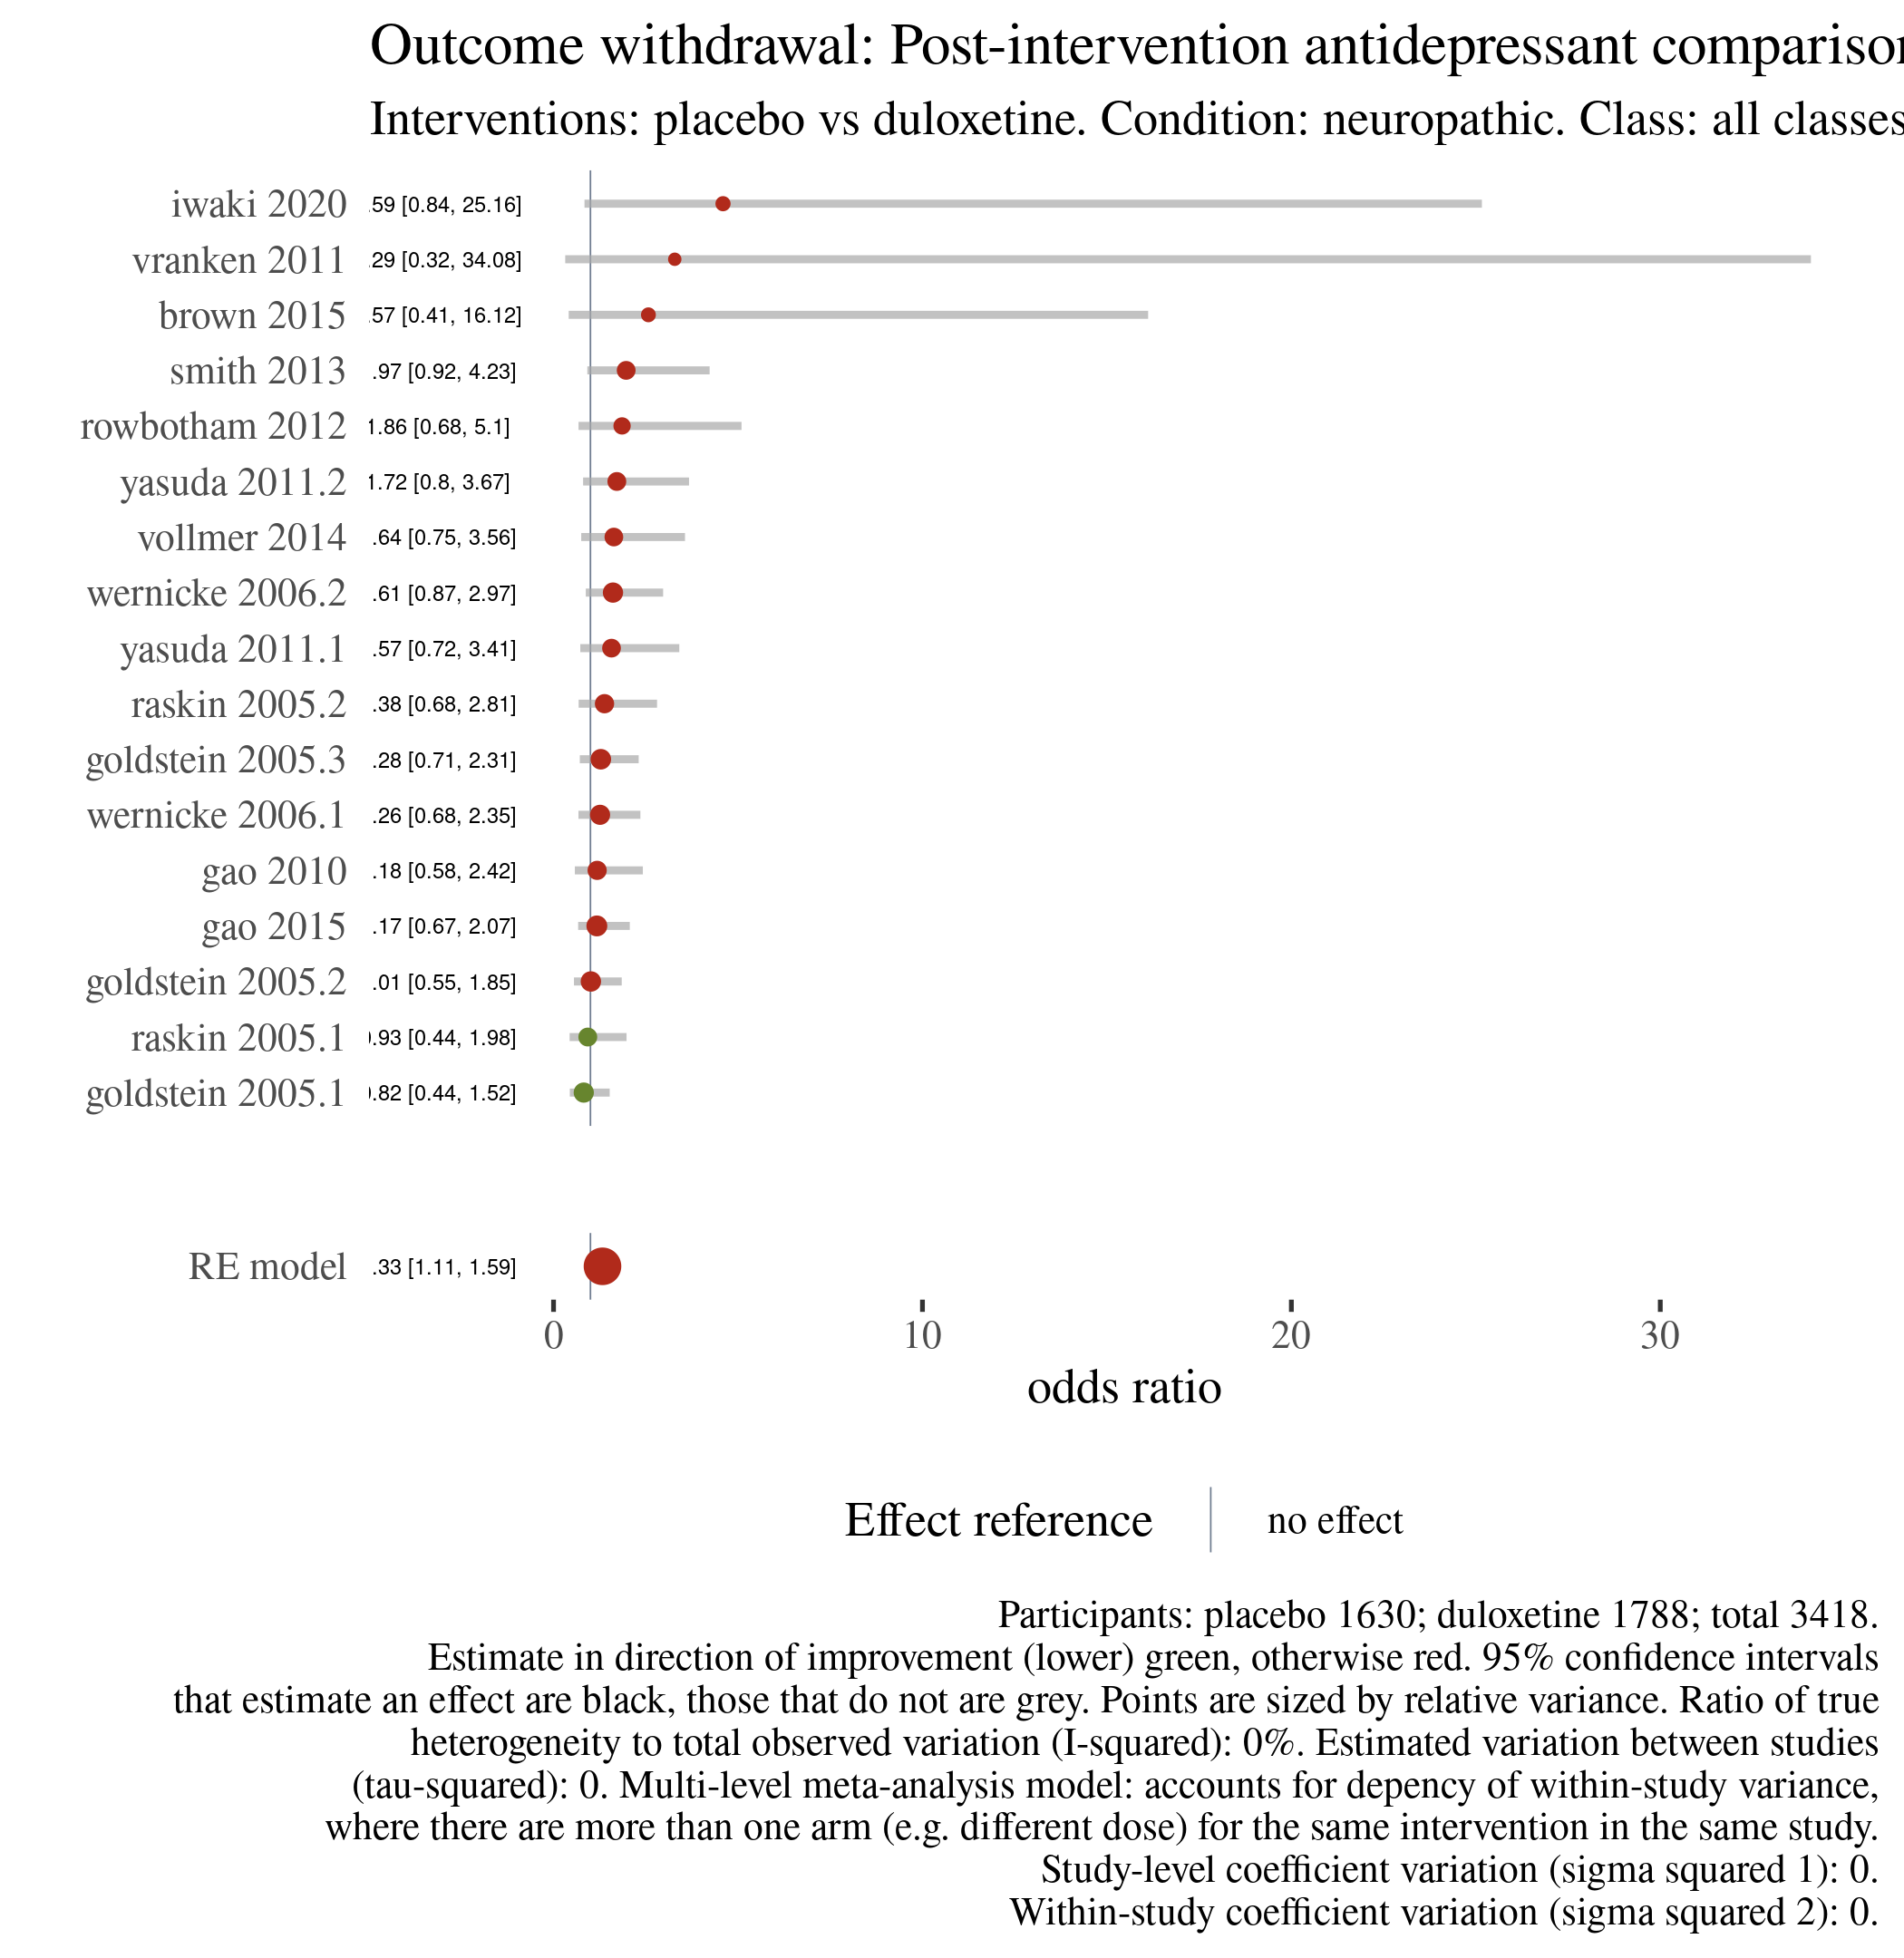 Outcome withdrawal: Post-intervention antidepressant compariso
Interventions: placebo vs duloxetine. Condition: neuropathic. Class: all classes
iwaki 2020 .59 [0.84, 25.16]
vranken 2011 .29 [0.32, 34.08]
brown 2015 .57 [0.41, 16.12]
smith 2013 .97 [0.92, 4.23]
rowbotham 2012 1.86 [0.68, 5.1]
yasuda 2011.2 1.72 [0.8, 3.67]
vollmer 2014 .64 [0.75, 3.56]
wernicke 2006.2 .61 [0.87, 2.97]
yasuda 2011.1 .57 [0.72, 3.41]
raskin 2005.2 .38 [0.68, 2.81]
goldstein 2005.3 .28 [0.71, 2.31]
wernicke 2006.1 .26 [0.68, 2.35]
gao 2010 .18 [0.58, 2.42]
gao 2015 .17 [0.67, 2.07]
goldstein 2005.2 .01 [0.55, 1.85]
raskin 2005.1 .93 [0.44, 1.98]
goldstein 2005.1 .82 [0.44, 1.52]
RE model .33 [1.11, 1.59]
0 10 20 30
odds ratio
Effect reference no effect
Participants: placebo 1630; duloxetine 1788; total 3418.
Estimate in direction of improvement (lower) green, otherwise red. 95% confidence intervals
that estimate an effect are black, those that do not are grey. Points are sized by relative variance. Ratio of true
heterogeneity to total observed variation (I-squared): 0%. Estimated variation between studies
(tau-squared): 0. Multi-level meta-analysis model: accounts for depency of within-study variance,
where there are more than one arm (e.g. different dose) for the same intervention in the same study.
Study-level coefficient variation (sigma squared 1): 0.
Within-study coefficient variation (sigma squared 2): 0.